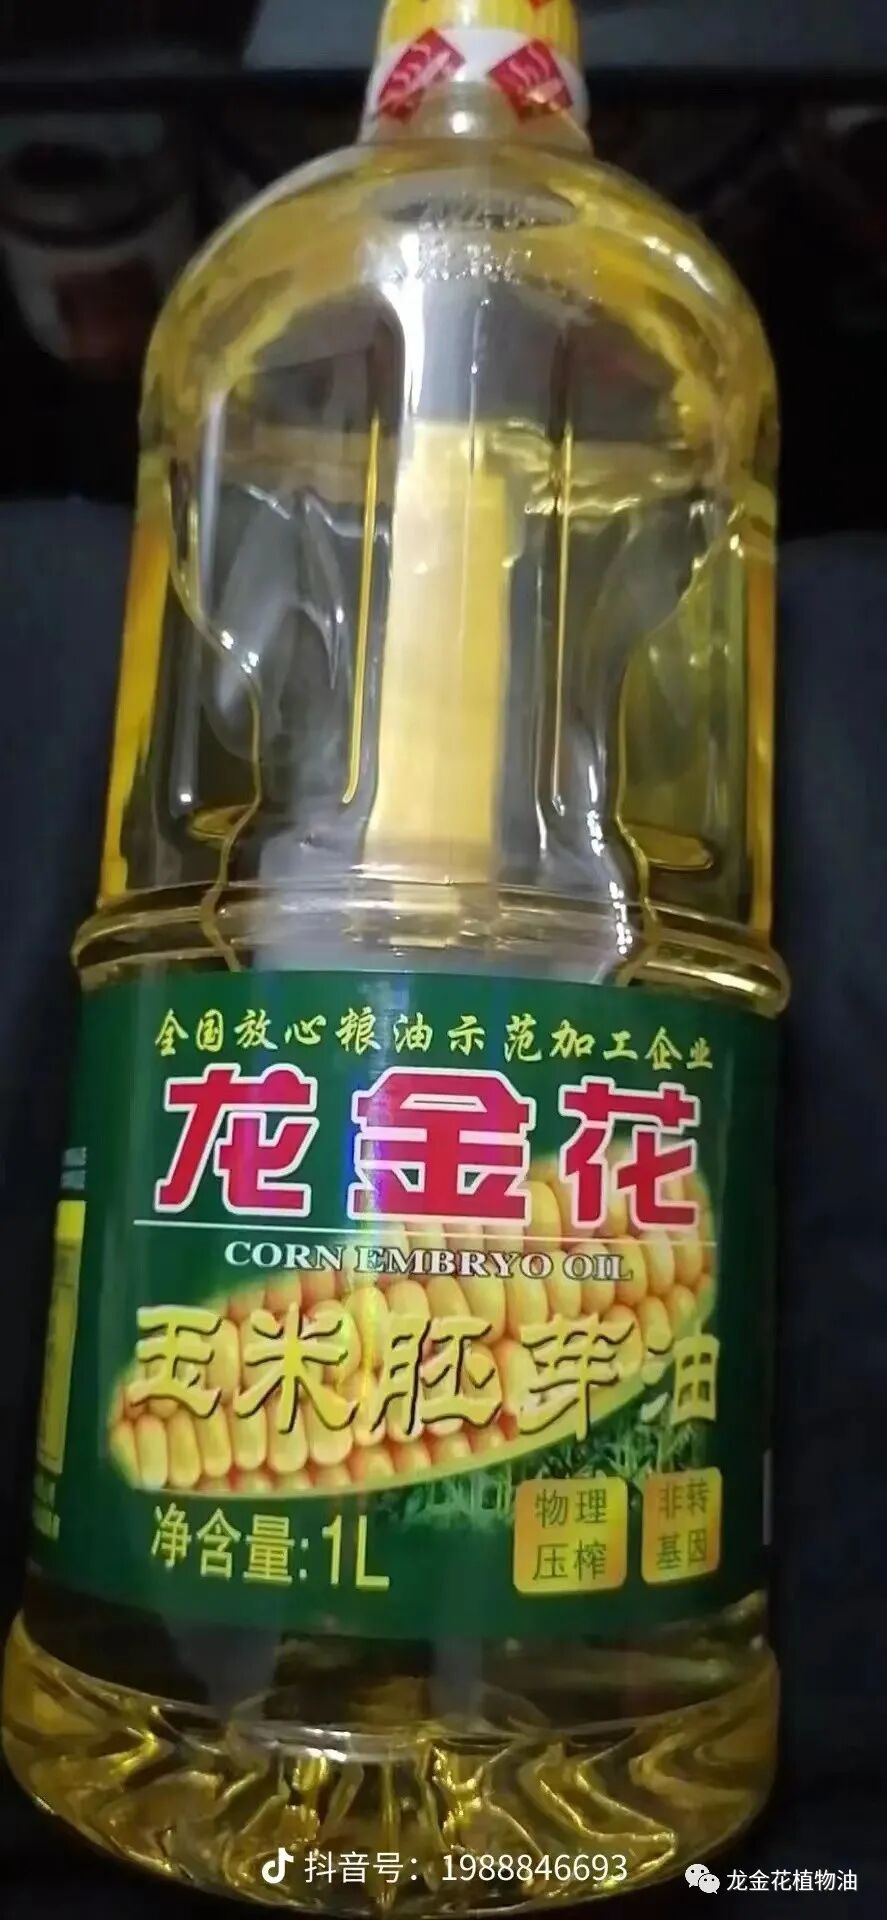 全国放心粮油示范加工企业
龙金花
CORN EMBRYO OIL
玉米胚芽油
净含量:1L
物理
压榨
非转
基因
抖音号：1988846693
龙金花植物油